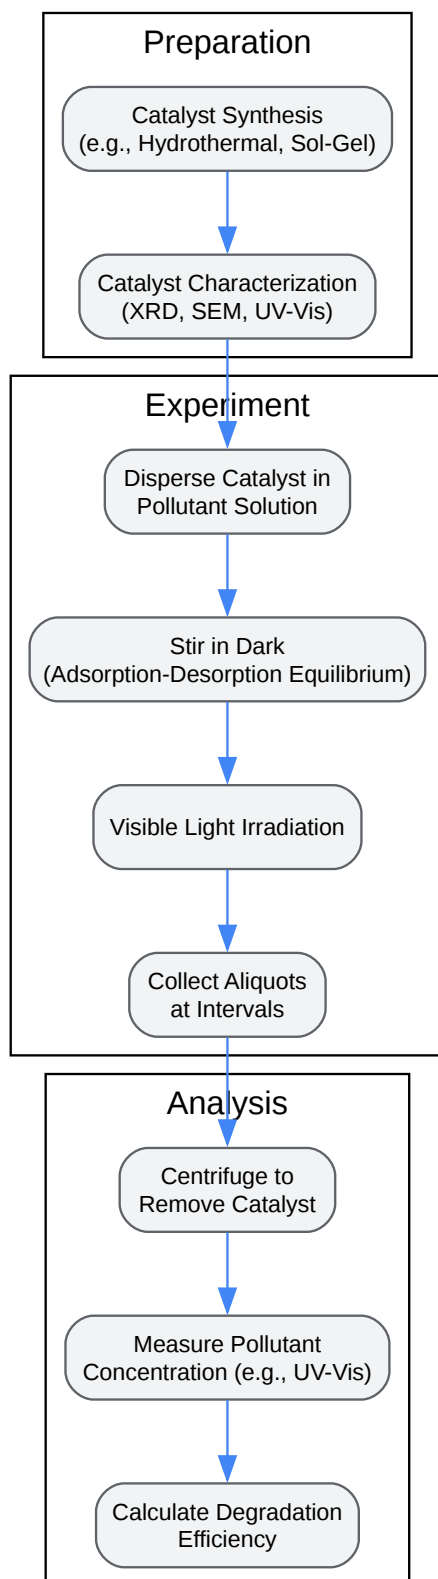 Preparation
Catalyst Synthesis
(e.g., Hydrothermal, Sol-Gel)
Catalyst Characterization
(XRD, SEM, UV-Vis)
Experiment
Disperse Catalyst in
Pollutant Solution
Stir in Dark
(Adsorption-Desorption Equilibrium)
Visible Light Irradiation
Collect Aliquots
at Intervals
Analysis
Centrifuge to
Remove Catalyst
Measure Pollutant
Concentration (e.g., UV-Vis)
Calculate Degradation
Efficiency